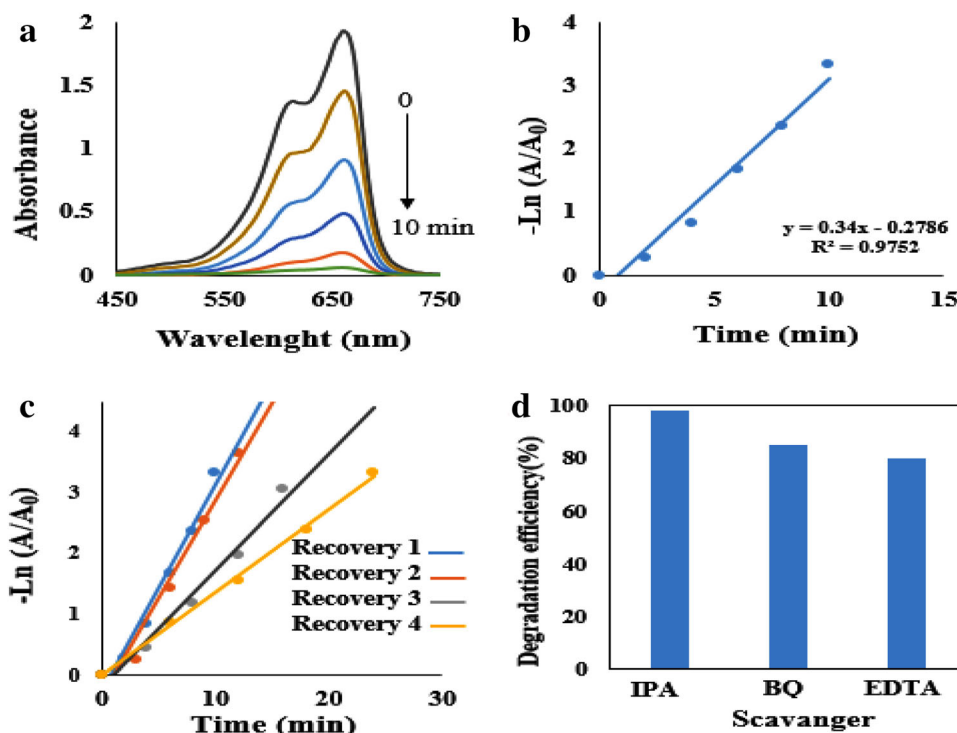 a
2
1.5
1
0.5
0
Absorbance
0
10 min
450
550
650
750
Wavelenght (nm)
b
4
3
2
1
0
-Ln (A/A₀)
y = 0.34x - 0.2786
R² = 0.9752
0
5
10
15
Time (min)
c
4
3
2
1
0
-Ln (A/A₀)
Recovery 1
Recovery 2
Recovery 3
Recovery 4
0
10
20
30
Time (min)
d
100
80
60
40
20
0
Degradation efficiency(%)
IPA
BQ
EDTA
Scavanger